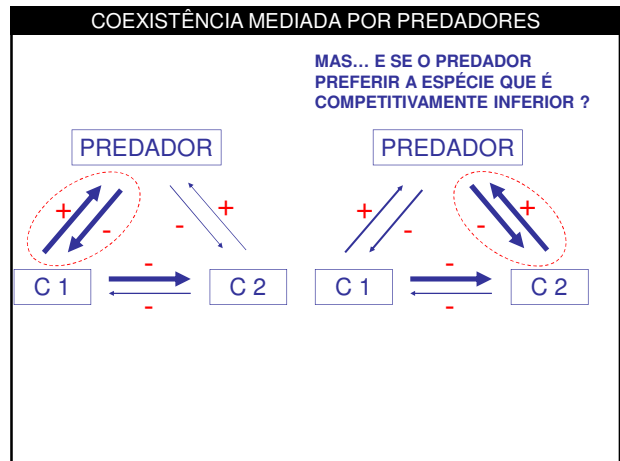 COEXISTÊNCIA MEDIADA POR PREDADORES
MAS... E SE O PREDADOR
PREFERIR A ESPÉCIE QUE É
COMPETITIVAMENTE INFERIOR ?
PREDADOR
+
-
-
+
-
C 1
C 2
-
PREDADOR
+
-
-
+
-
C 1
C 2
-